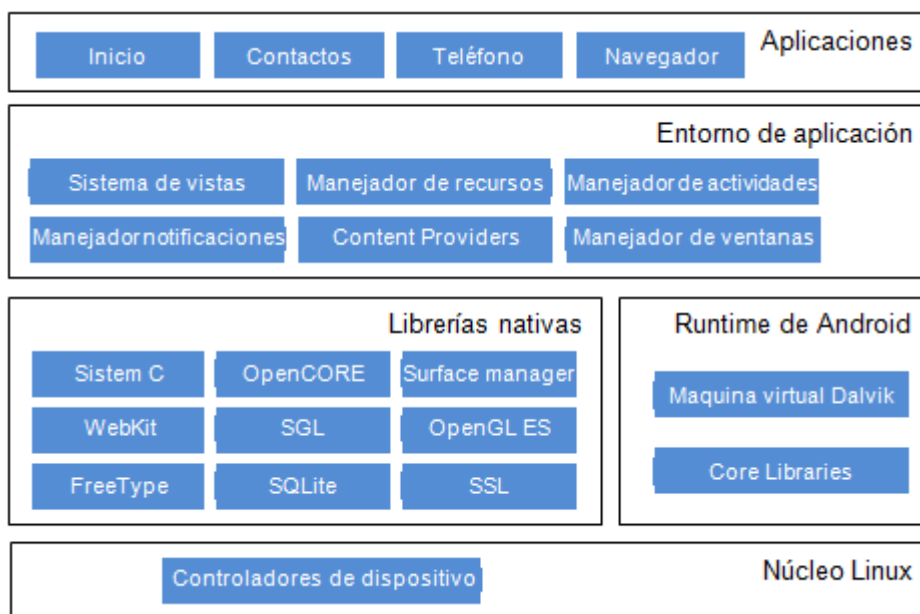 Aplicaciones
Inicio
Contactos
Teléfono
Navegador
Entorno de aplicación
Sistema de vistas
Manejador de recursos
Manejador de actividades
Manejador notificaciones
Content Providers
Manejador de ventanas
Librerías nativas
Sistem C
OpenCORE
Surface manager
WebKit
SGL
OpenGL ES
FreeType
SQLite
SSL
Runtime de Android
Maquina virtual Dalvik
Core Libraries
Núcleo Linux
Controladores de dispositivo